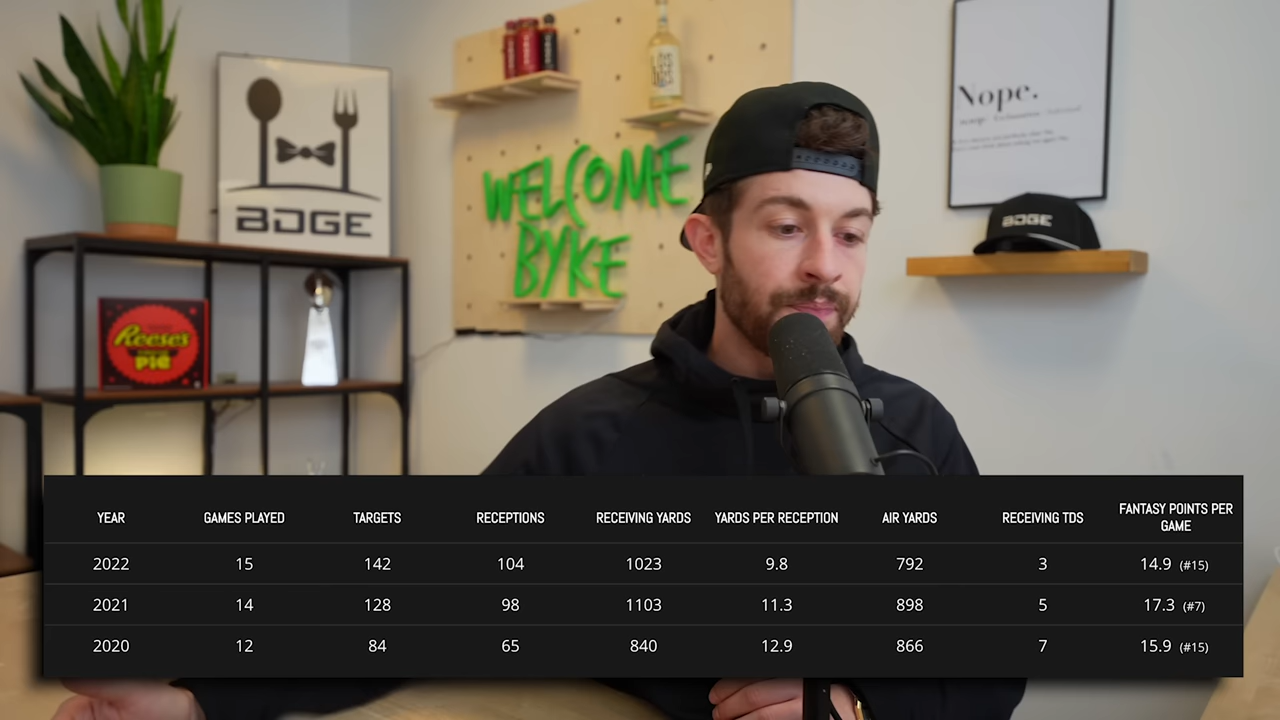 Nope.
WELCOME
BYKE
BDGE
BDGE
Reese's
PIE
YEAR GAMES PLAYED TARGETS RECEPTIONS RECEIVING YARDS YARDS PER RECEPTION AIR YARDS RECEIVING TDS FANTASY POINTS PER GAME
2022 15 142 104 1023 9.8 792 3 14.9 (#15)
2021 14 128 98 1103 11.3 898 5 17.3 (#7)
2020 12 84 65 840 12.9 866 7 15.9 (#15)